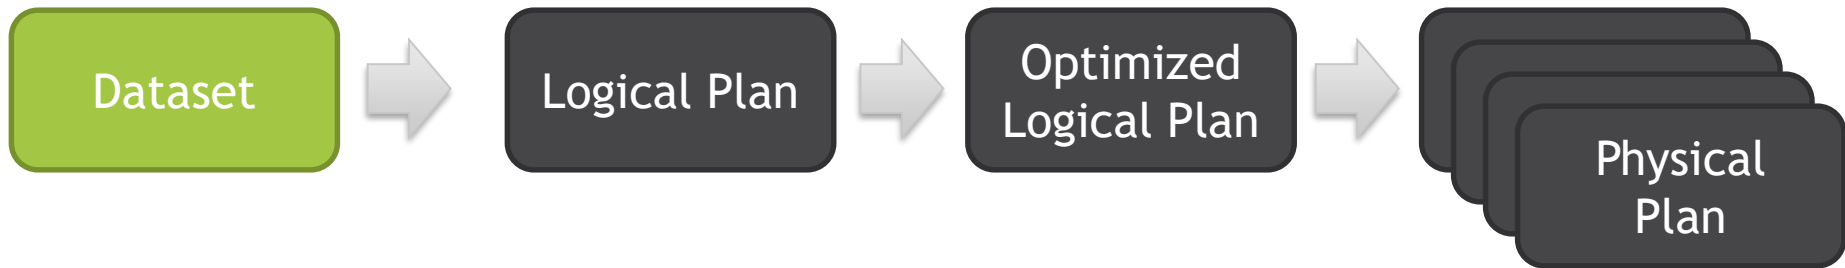 Dataset
Logical Plan
Optimized
Logical Plan
Physical
Plan